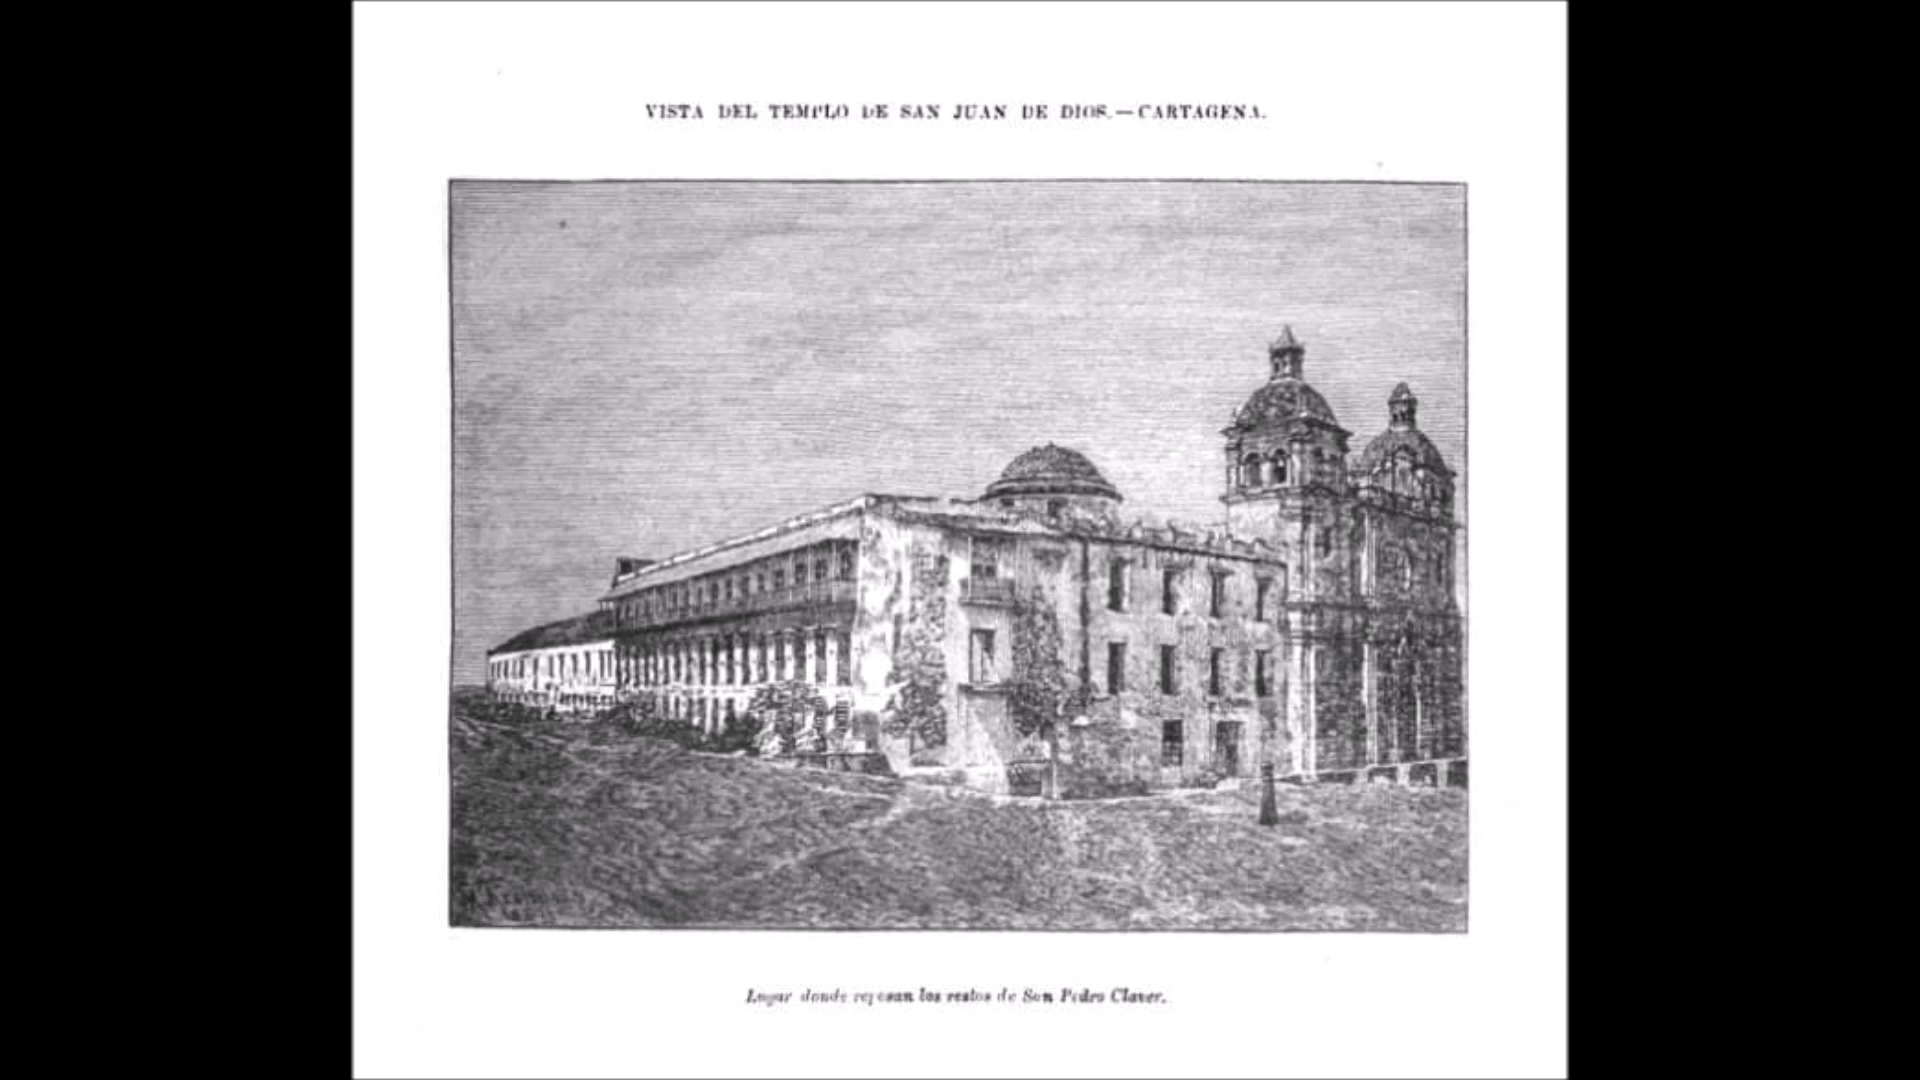 VISTA DEL TEMPLO DE SAN JUAN DE DIOS.—CARTAGENA.
Lugar donde reposan los restos de San Pedro Claver.